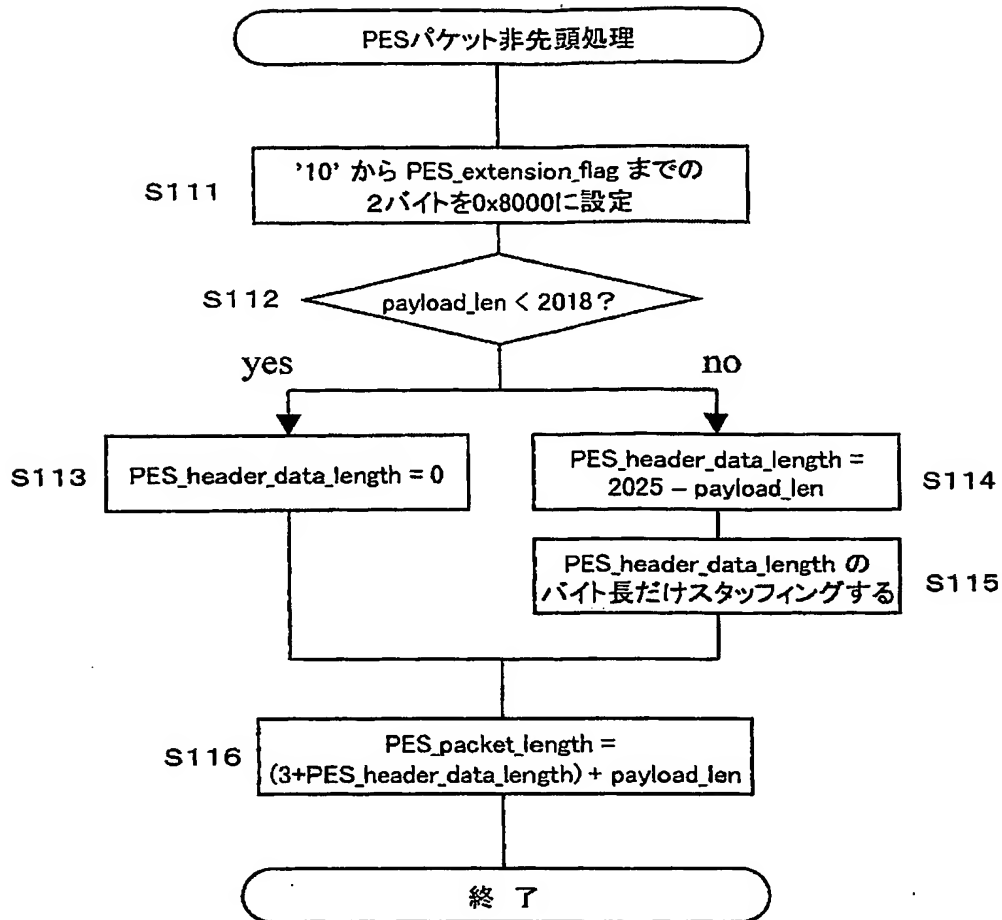 PESパケット非先頭処理
S111
'10' から PES_extension_flag までの
2バイトを0x8000に設定
S112
payload_len < 2018?
yes
no
S113
PES_header_data_length = 0
PES_header_data_length =
2025 – payload_len
S114
PES_header_data_length の
バイト長だけスタッフィングする
S115
S116
PES_packet_length =
(3+PES_header_data_length) + payload_len
終 了